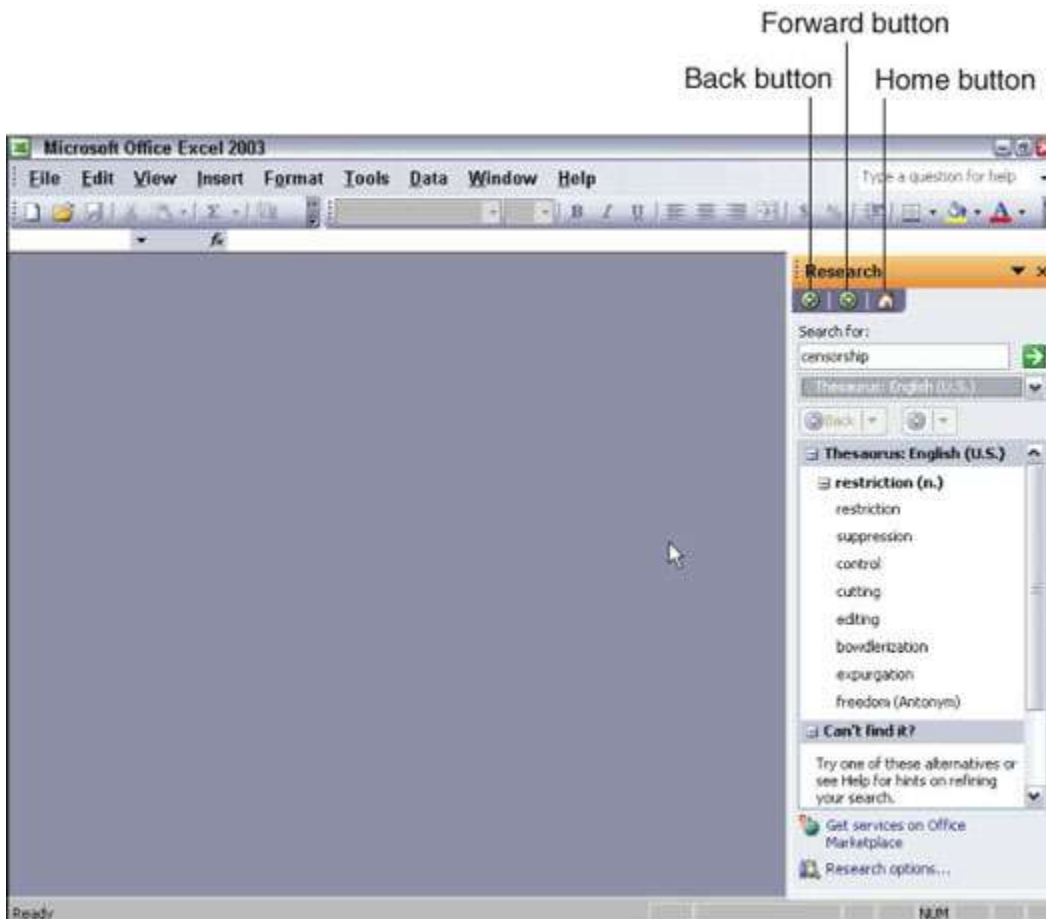 Forward button
Back button
Home button
Microsoft Office Excel 2003
File Edit View Insert Format Tools Data Window Help
Type a question for help
Σ B I U $ % A
fx
Research
Search for:
censorship
Thesaurus: English (U.S.)
Back
Thesaurus: English (U.S.)
restriction (n.)
restriction
suppression
control
cutting
editing
bowdlerization
expurgation
freedom (Antonym)
Can't find it?
Try one of these alternatives or
see Help for hints on refining
your search.
Get services on Office
Marketplace
Research options...
Ready
NUM